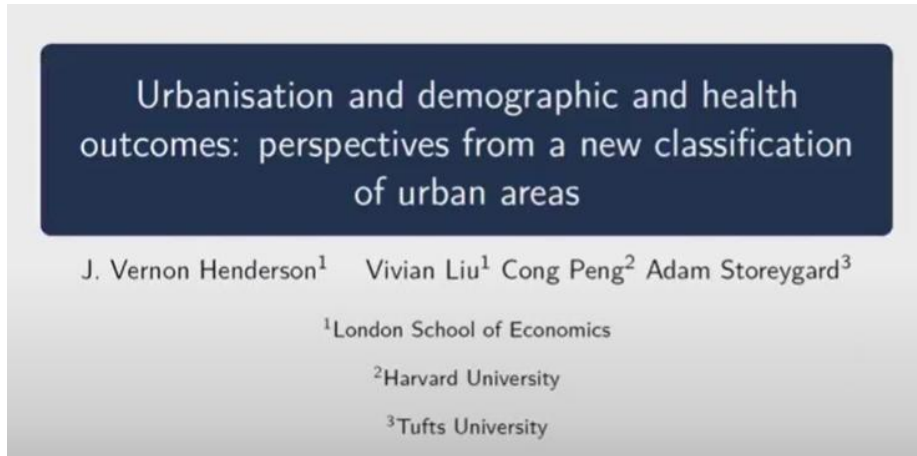 Urbanisation and demographic and health
outcomes: perspectives from a new classification
of urban areas
J. Vernon Henderson¹ Vivian Liu¹ Cong Peng² Adam Storeygard³
¹London School of Economics
²Harvard University
³Tufts University